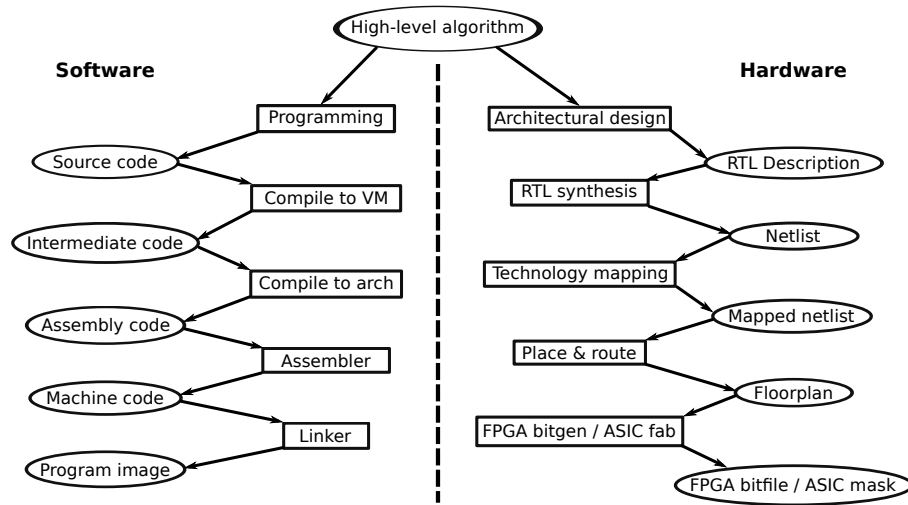 High-level algorithm
Software
Hardware
Programming
Architectural design
Source code
RTL Description
Compile to VM
RTL synthesis
Intermediate code
Netlist
Compile to arch
Technology mapping
Assembly code
Mapped netlist
Assembler
Place & route
Machine code
Floorplan
Linker
FPGA bitgen / ASIC fab
Program image
FPGA bitfile / ASIC mask